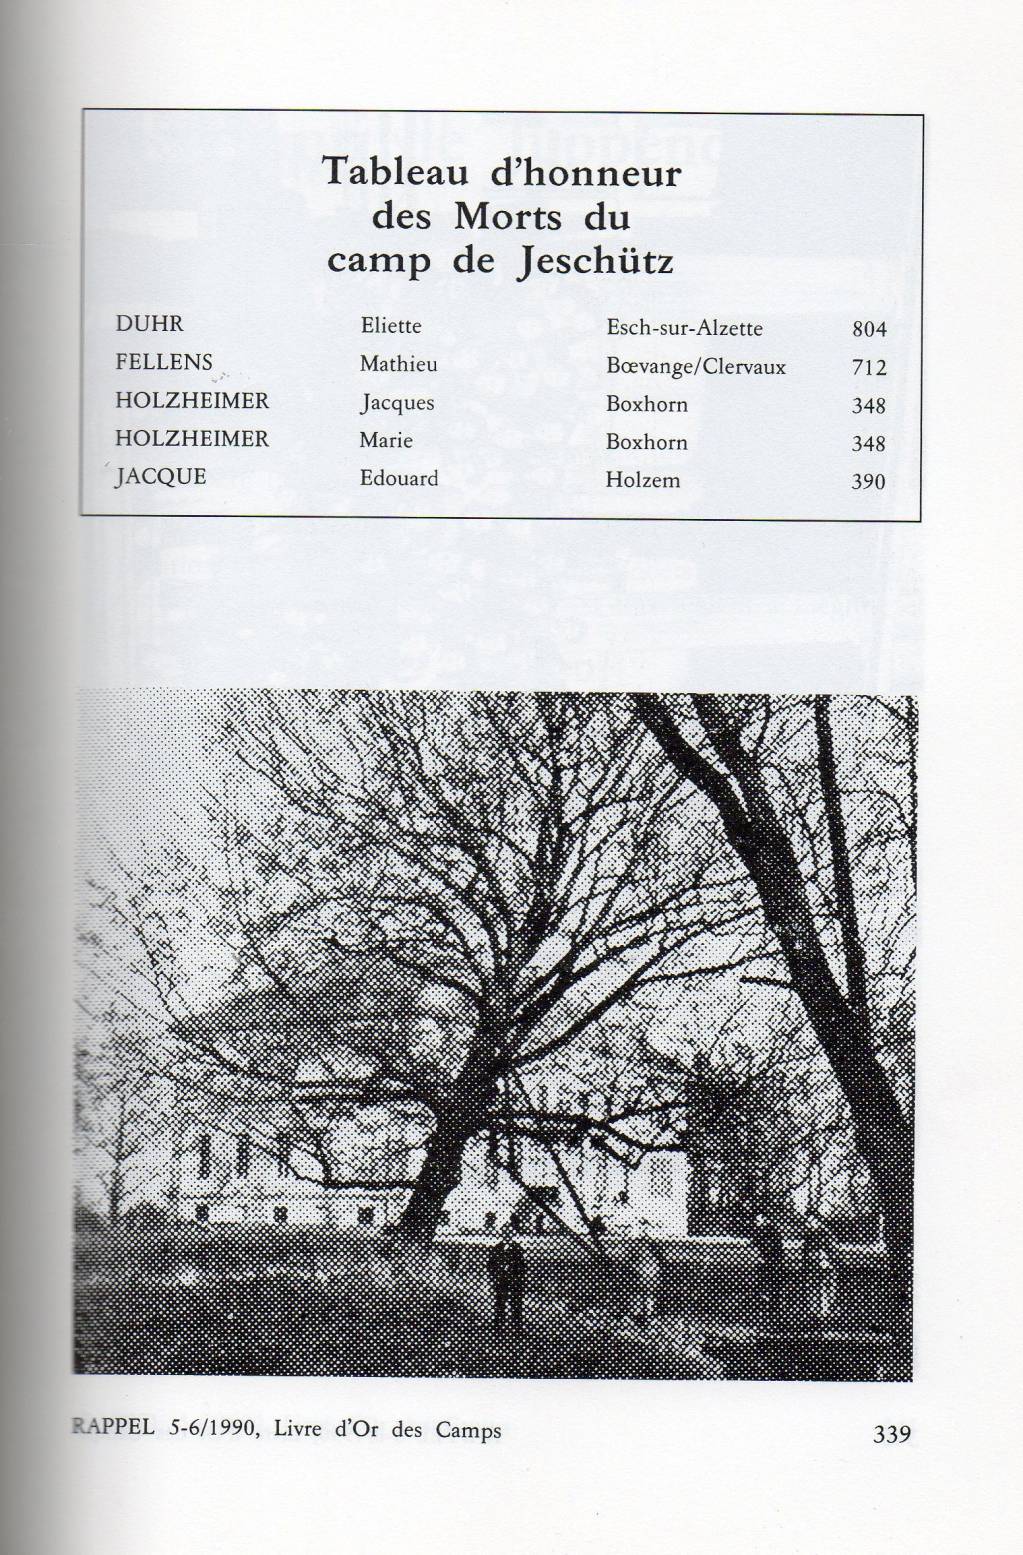 Tableau d'honneur
des Morts du
camp de Jeschütz
DUHR Eliette Esch-sur-Alzette 804
FELLENS Mathieu Bœvange/Clervaux 712
HOLZHEIMER Jacques Boxhorn 348
HOLZHEIMER Marie Boxhorn 348
JACQUE Edouard Holzem 390
RAPPEL 5-6/1990, Livre d'Or des Camps 339